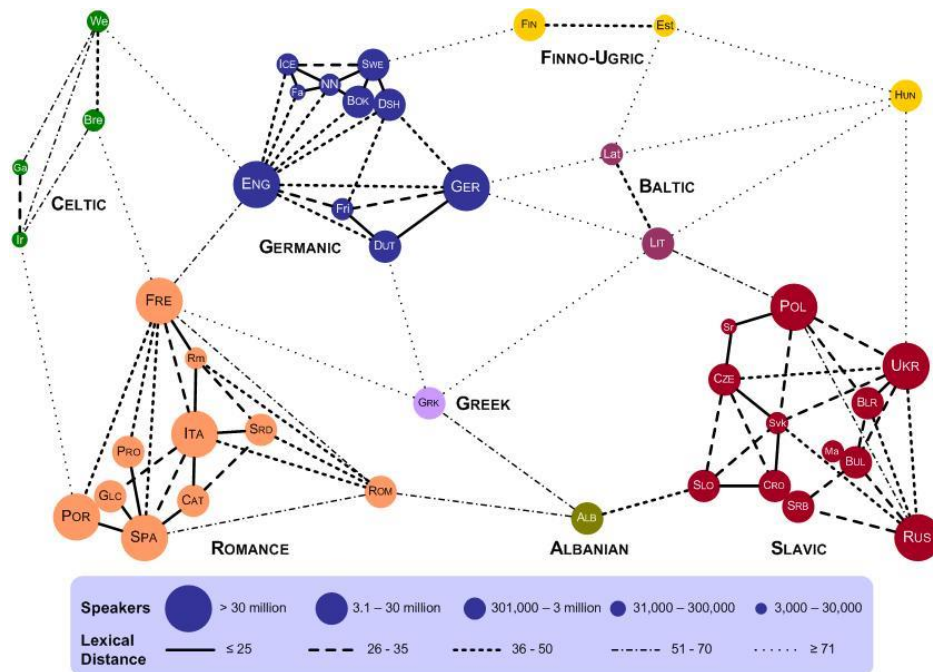 We
FIN
Est
FINNO-UGRIC
ICE
SWE
Fa
NN
BOK
DSH
HUN
Bre
Lat
Ga
CELTIC
ENG
GER
BALTIC
Fri
Ir
GERMANIC
DUT
LIT
FRE
POL
Sr
Rm
CZE
UKR
GRK
GREEK
BLR
ITA
SRD
Svk
PRO
Ma
BUL
GLC
CAT
ROM
SLO
CRO
SRB
POR
SPA
ALB
RUS
ROMANCE
ALBANIAN
SLAVIC
Speakers
> 30 million
3.1 – 30 million
301,000 – 3 million
31,000 – 300,000
3,000 – 30,000
Lexical
Distance
≤ 25
26 - 35
36 - 50
51 - 70
≥ 71